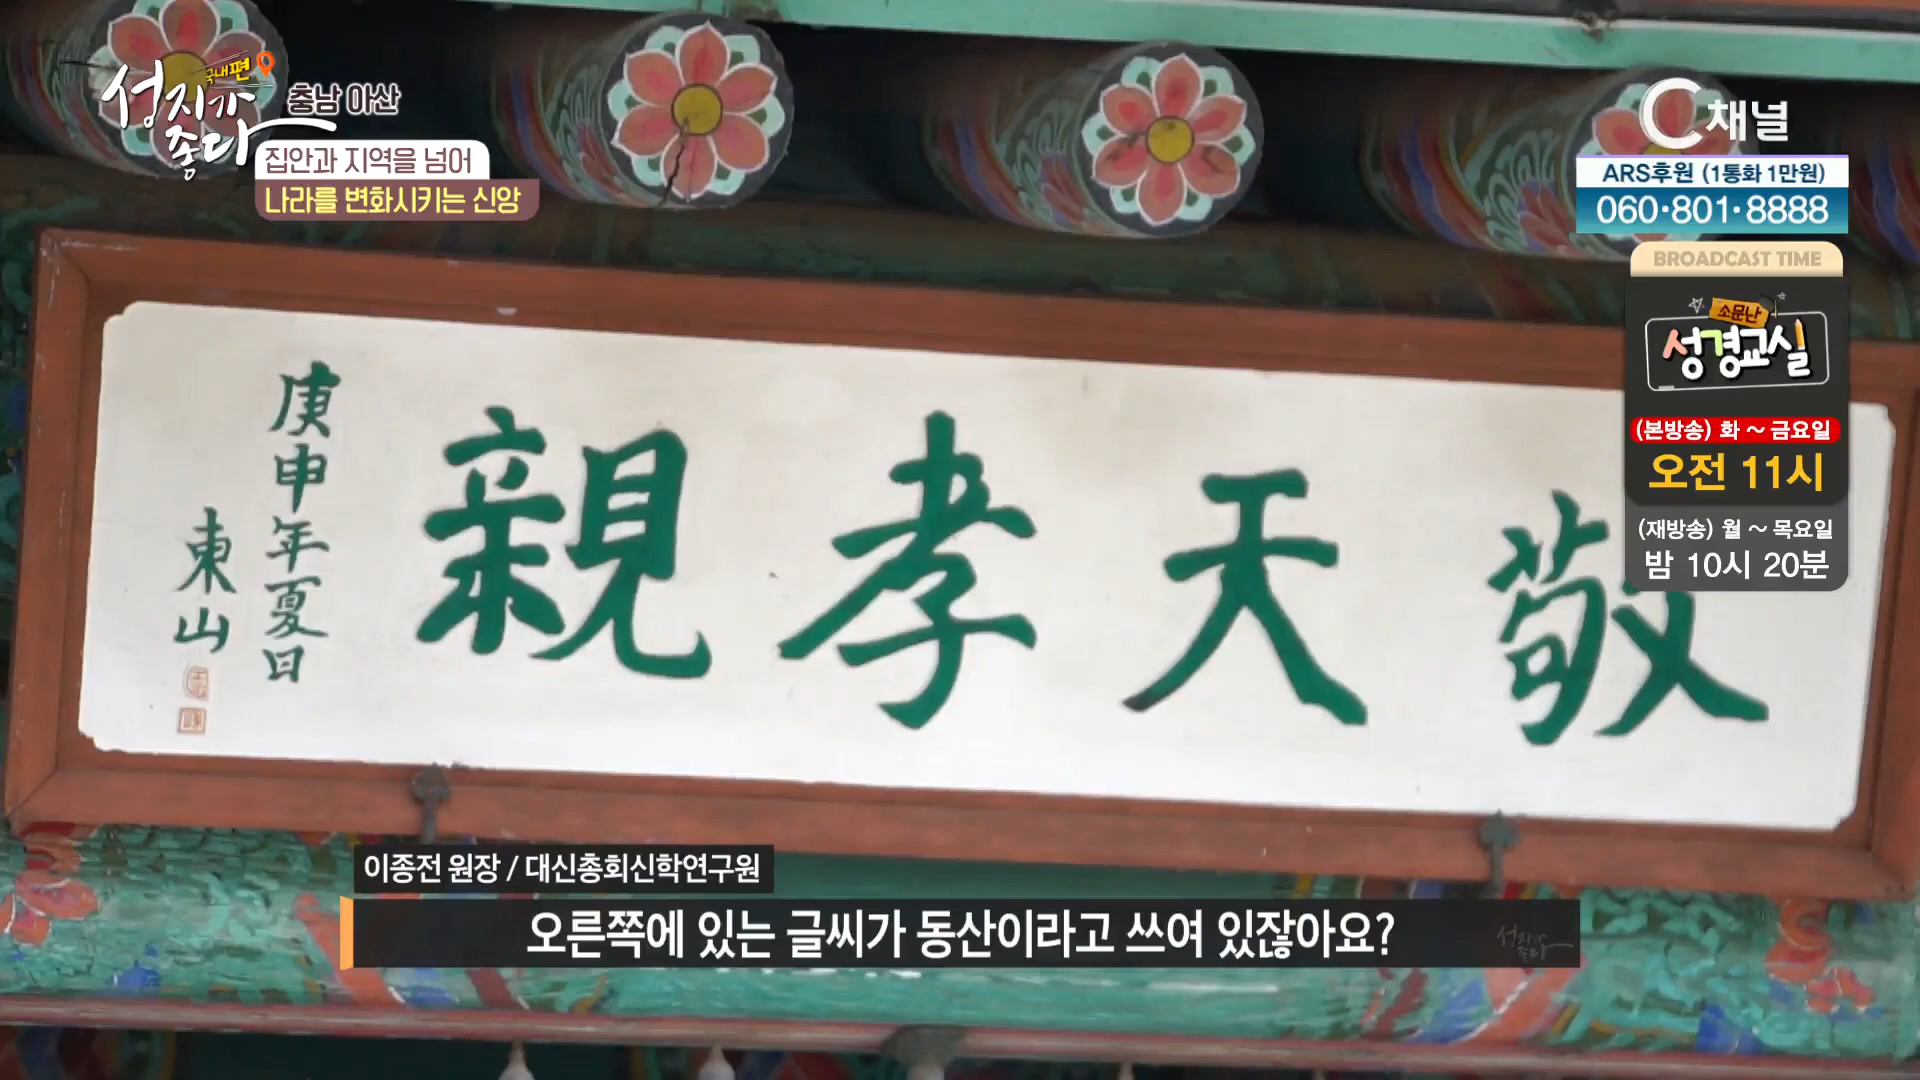 성지가 좋다
국내편
충남 아산
집안과 지역을 넘어
나라를 변화시키는 신앙
C채널
ARS후원 (1통화 1만원)
060·801·8888
BROADCAST TIME
소문난
성경교실
(본방송) 화 ~ 금요일
오전 11시
(재방송) 월 ~ 목요일
밤 10시 20분
敬天孝親
庚申年夏日
東山
이종전 원장 / 대신총회신학연구원
오른쪽에 있는 글씨가 동산이라고 쓰여 있잖아요?
성지가 좋다